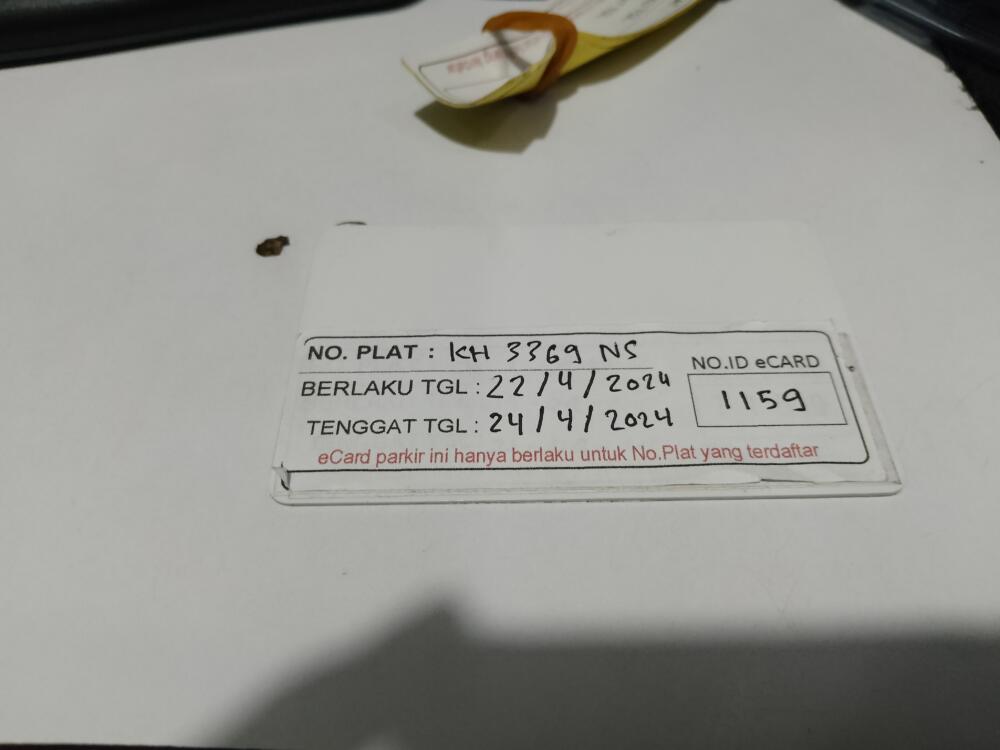 NO. PLAT : KH 3369 NS
BERLAKU TGL : 22/4/2024
TENGGAT TGL : 24/4/2024
NO.ID eCARD
1159
eCard parkir ini hanya berlaku untuk No.Plat yang terdaftar